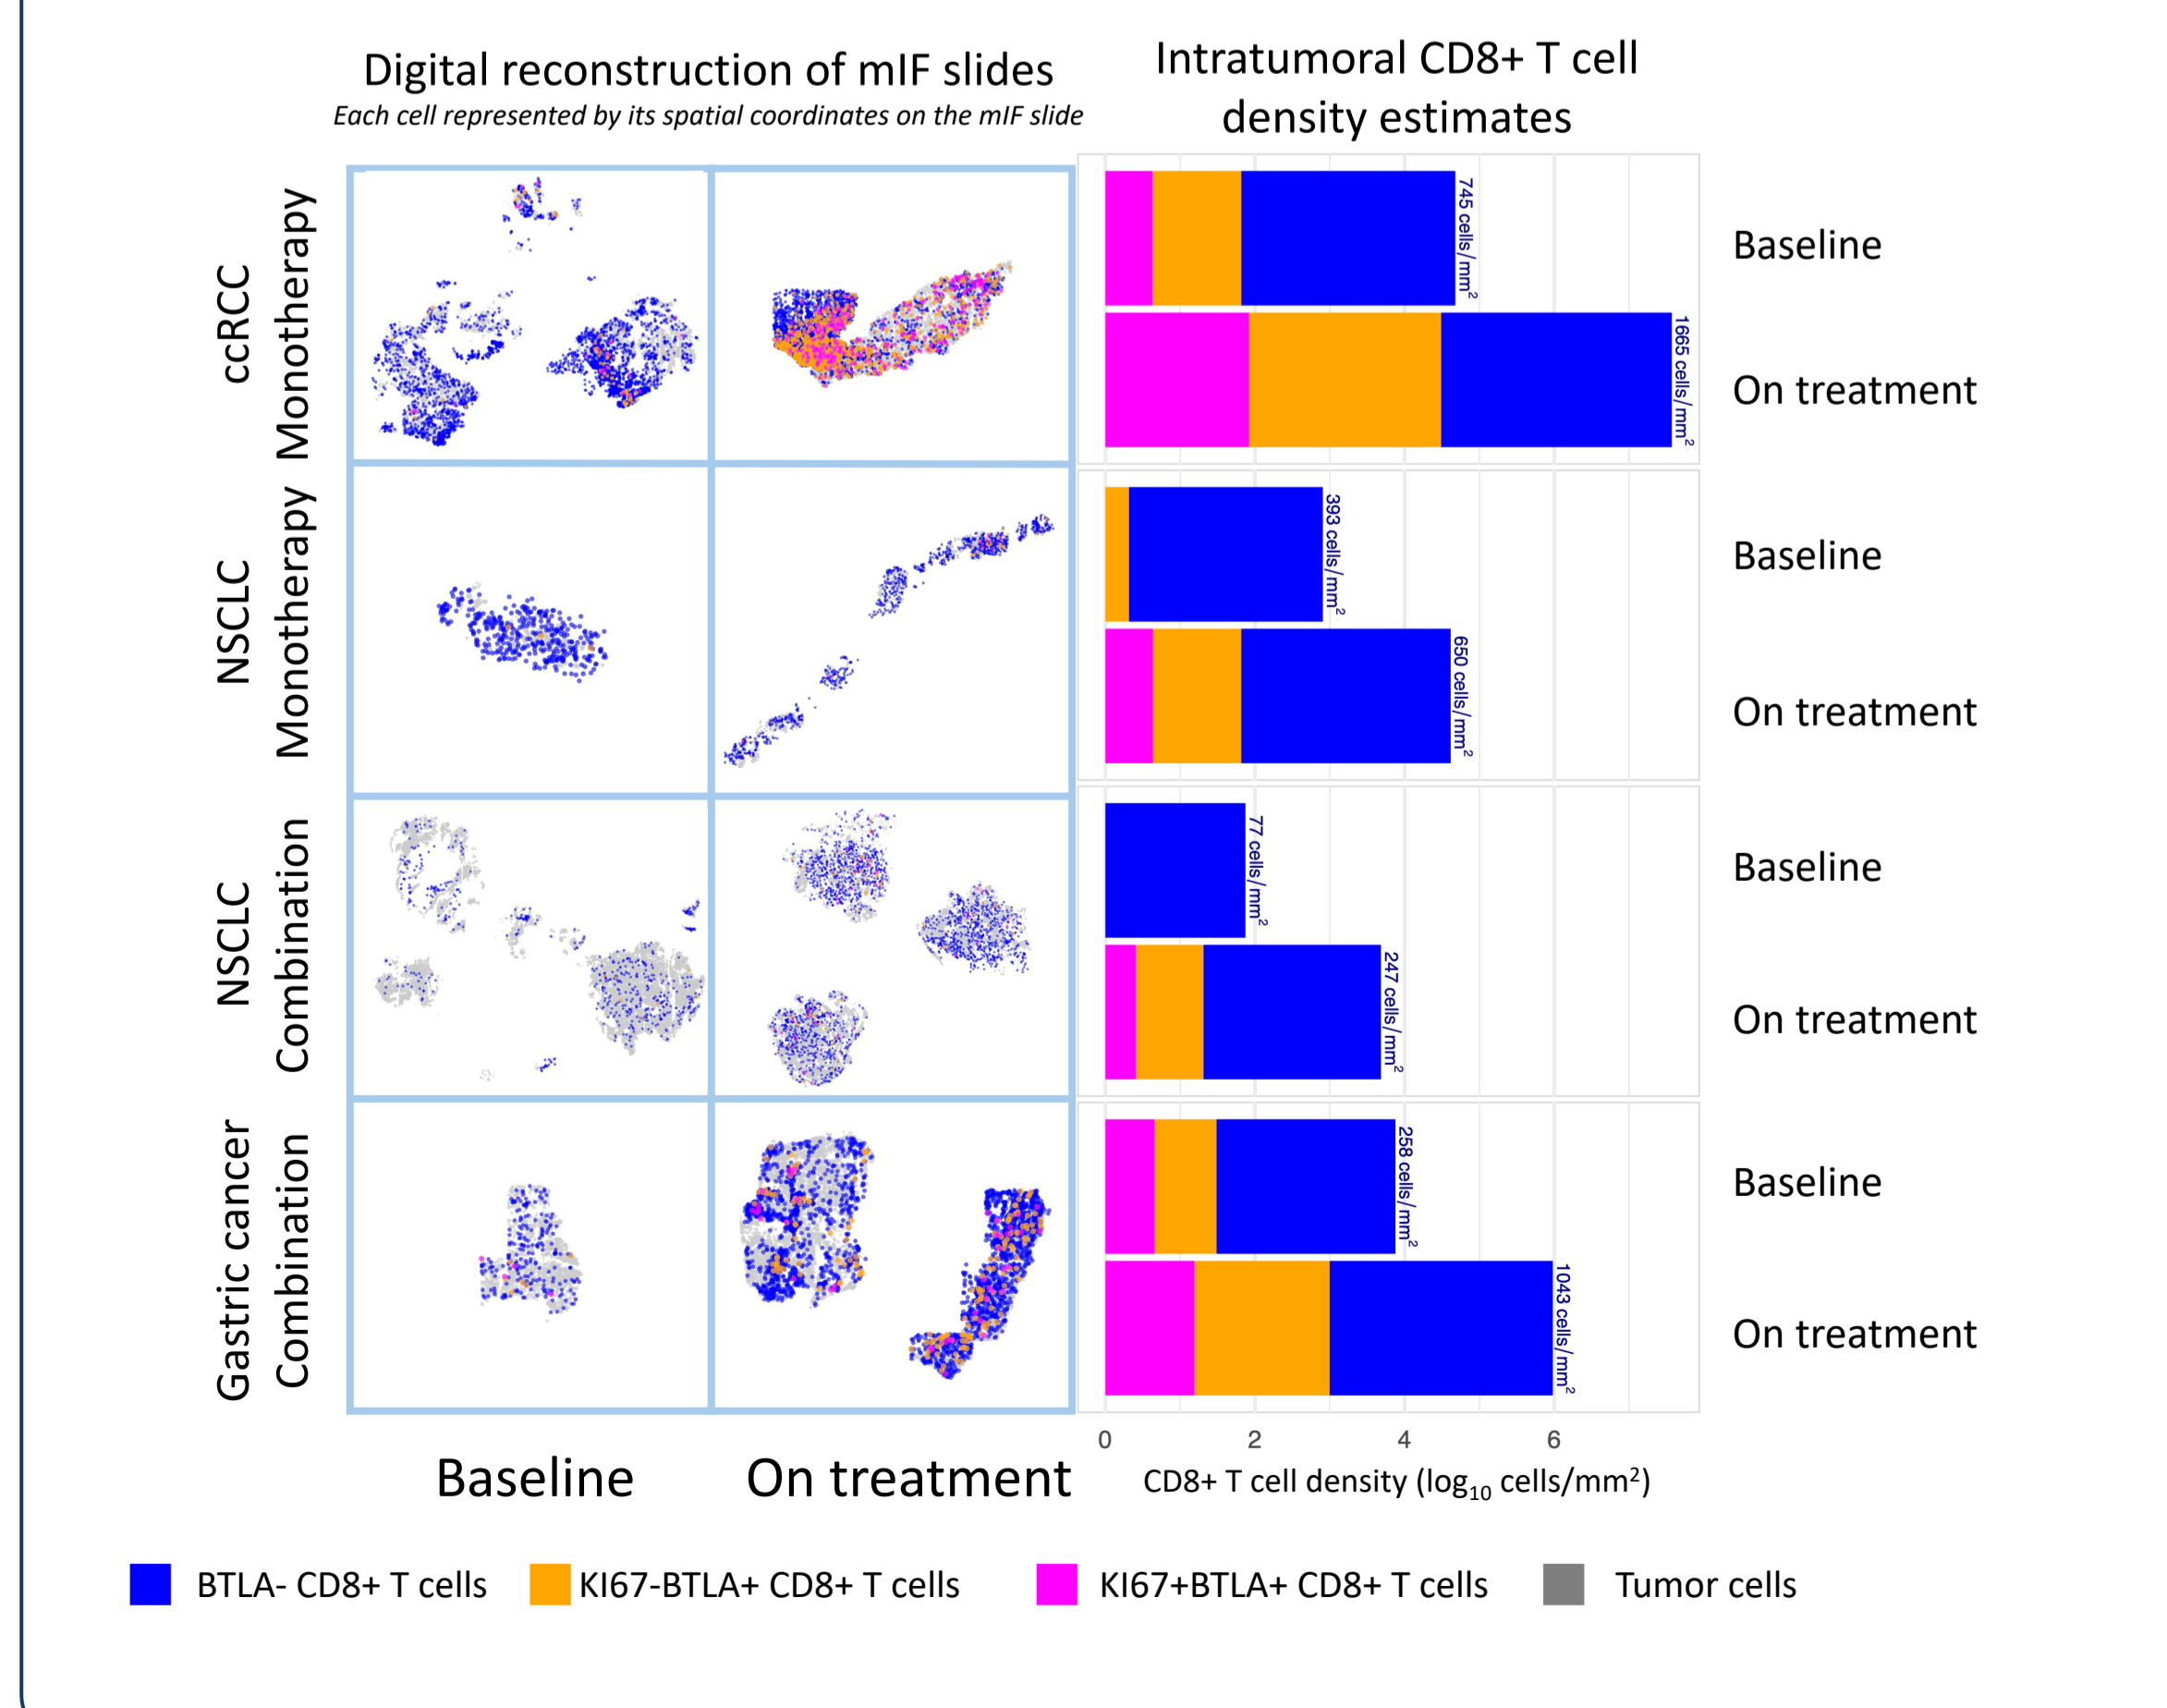 Digital reconstruction of mIF slides
Each cell represented by its spatial coordinates on the mIF slide
Intratumoral CD8+ T cell
density estimates
ccRCC
Monotherapy
745 cells/mm²
Baseline
1665 cells/mm²
On treatment
NSCLC
Monotherapy
393 cells/mm²
Baseline
650 cells/mm²
On treatment
NSCLC
Combination
77 cells/mm²
Baseline
247 cells/mm²
On treatment
Gastric cancer
Combination
258 cells/mm²
Baseline
1043 cells/mm²
On treatment
0 2 4 6
Baseline
On treatment
CD8+ T cell density (log₁₀ cells/mm²)
BTLA- CD8+ T cells
KI67-BTLA+ CD8+ T cells
KI67+BTLA+ CD8+ T cells
Tumor cells